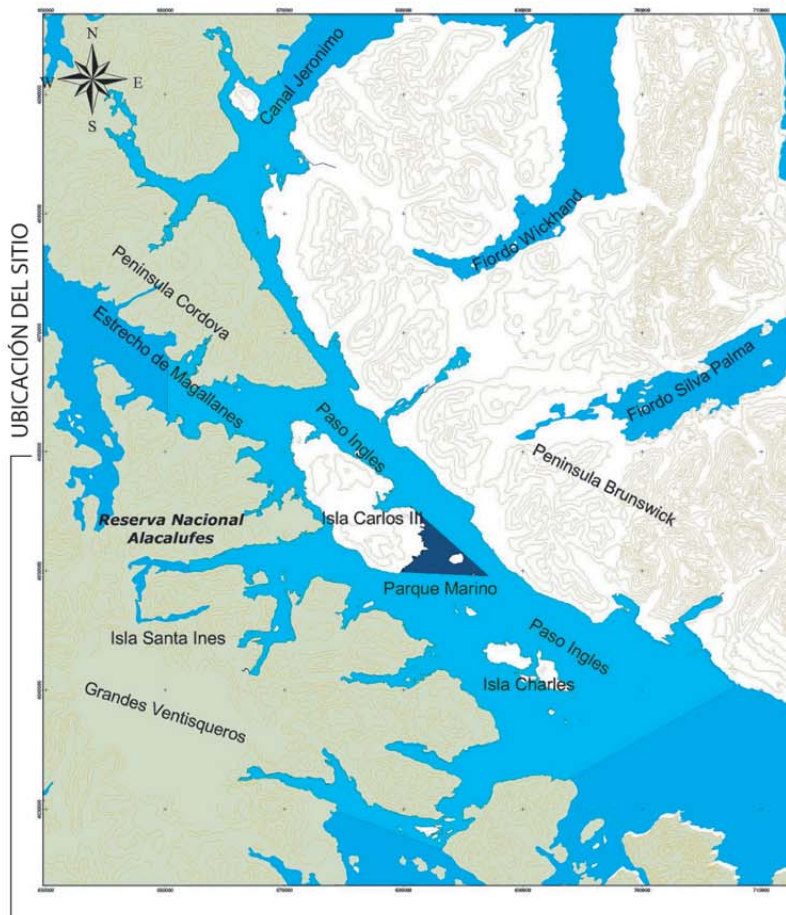 UBICACIÓN DEL SITIO
N
W
E
S
Canal Jeronimo
Fiordo Wickhand
Peninsula Cordova
Estrecho de Magallanes
Fiordo Silva Palma
Paso Ingles
Peninsula Brunswick
Isla Carlos III
Reserva Nacional
Alacalufes
Parque Marino
Isla Santa Ines
Paso Ingles
Isla Charles
Grandes Ventisqueros